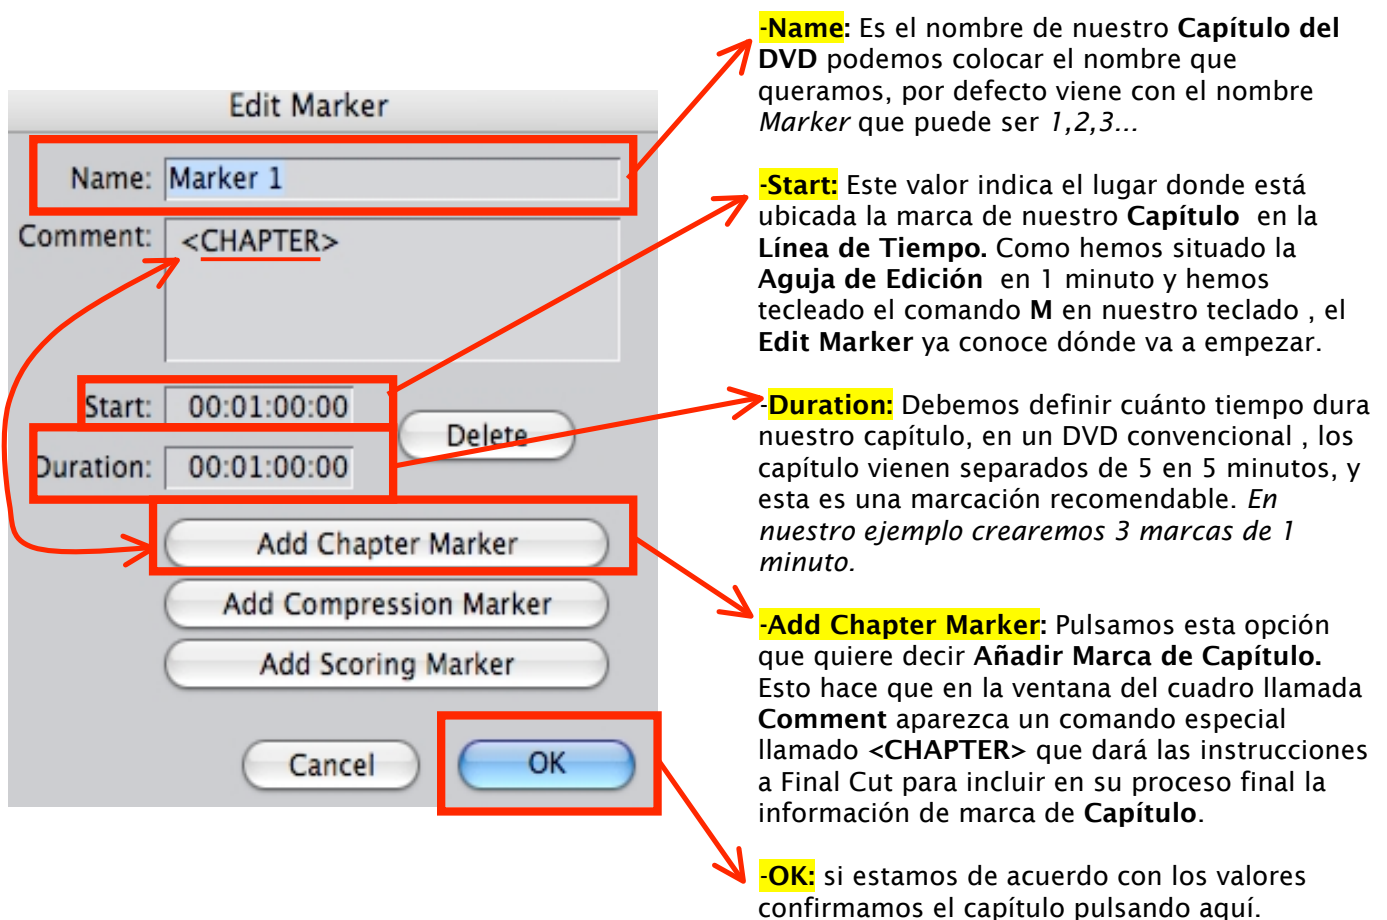 Edit Marker
Name: Marker 1
Comment: <CHAPTER>
Start: 00:01:00:00
Delete
Duration: 00:01:00:00
Add Chapter Marker
Add Compression Marker
Add Scoring Marker
Cancel OK
-Name: Es el nombre de nuestro Capítulo del
DVD podemos colocar el nombre que
queramos, por defecto viene con el nombre
Marker que puede ser 1,2,3...
-Start: Este valor indica el lugar donde está
ubicada la marca de nuestro Capítulo en la
Línea de Tiempo. Como hemos situado la
Aguja de Edición en 1 minuto y hemos
tecleado el comando M en nuestro teclado , el
Edit Marker ya conoce dónde va a empezar.
-Duration: Debemos definir cuánto tiempo dura
nuestro capítulo, en un DVD convencional , los
capítulo vienen separados de 5 en 5 minutos, y
esta es una marcación recomendable. En
nuestro ejemplo crearemos 3 marcas de 1
minuto.
-Add Chapter Marker: Pulsamos esta opción
que quiere decir Añadir Marca de Capítulo.
Esto hace que en la ventana del cuadro llamada
Comment aparezca un comando especial
llamado <CHAPTER> que dará las instrucciones
a Final Cut para incluir en su proceso final la
información de marca de Capítulo.
-OK: si estamos de acuerdo con los valores
confirmamos el capítulo pulsando aquí.